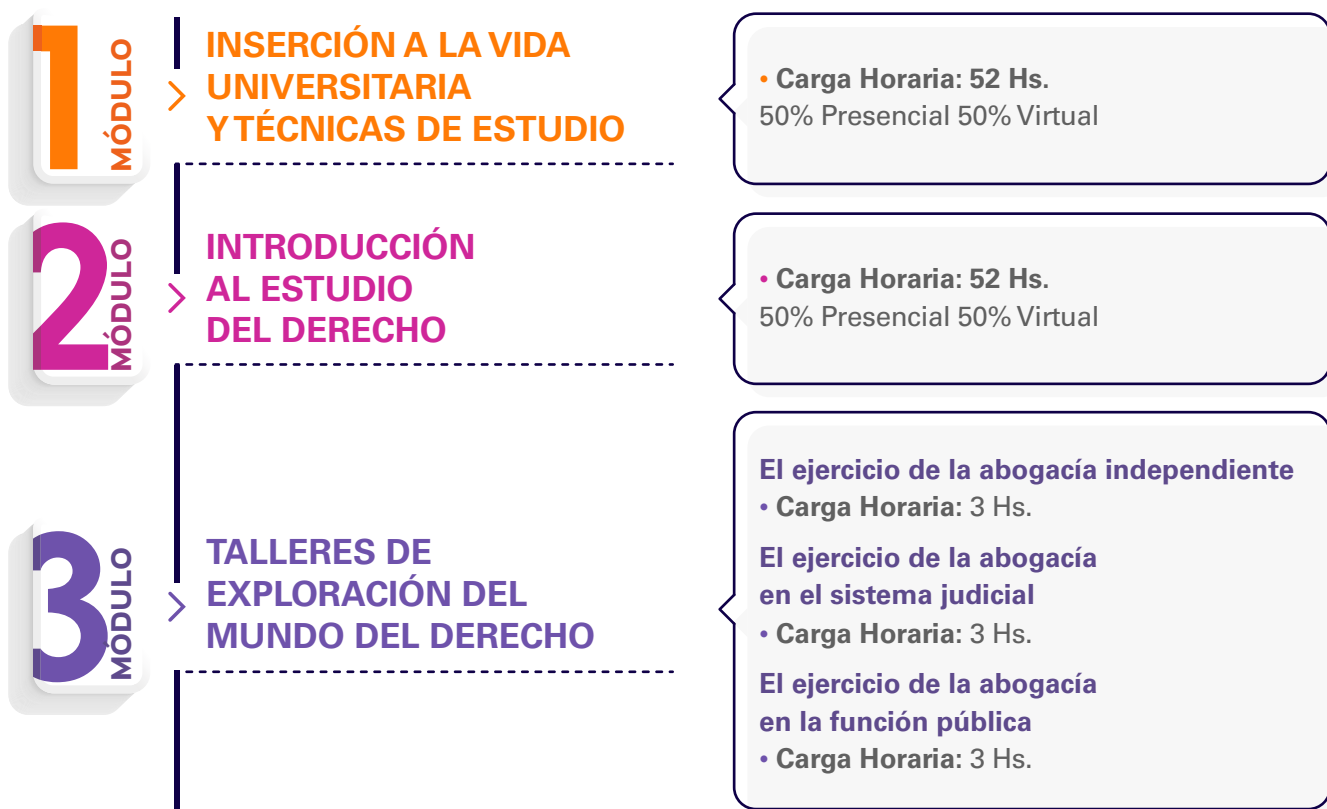 1
MÓDULO
INSERCIÓN A LA VIDA
UNIVERSITARIA
Y TÉCNICAS DE ESTUDIO
• Carga Horaria: 52 Hs.
50% Presencial 50% Virtual
2
MÓDULO
INTRODUCCIÓN
AL ESTUDIO
DEL DERECHO
• Carga Horaria: 52 Hs.
50% Presencial 50% Virtual
3
MÓDULO
TALLERES DE
EXPLORACIÓN DEL
MUNDO DEL DERECHO
El ejercicio de la abogacía independiente
• Carga Horaria: 3 Hs.
El ejercicio de la abogacía
en el sistema judicial
• Carga Horaria: 3 Hs.
El ejercicio de la abogacía
en la función pública
• Carga Horaria: 3 Hs.